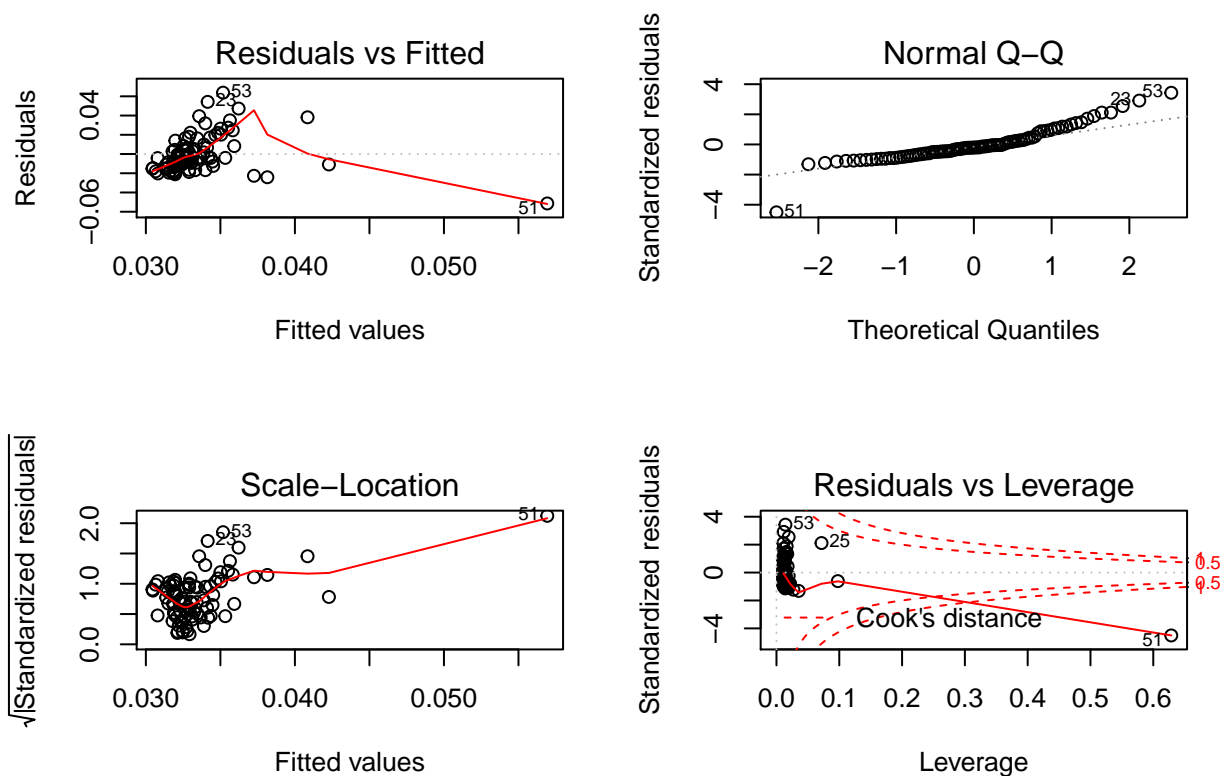 Residuals vs Fitted
Residuals
0.04
−0.06
53
23
51
0.030 0.040 0.050
Fitted values
Normal Q−Q
Standardized residuals
4
0
−4
53
23
51
−2 −1 0 1 2
Theoretical Quantiles
Scale−Location
√|Standardized residuals|
2.0
1.0
0.0
51
53
23
0.030 0.040 0.050
Fitted values
Residuals vs Leverage
Standardized residuals
4
0
−4
53
25
1
0.5
0.5
1
Cook's distance
51
0.0 0.1 0.2 0.3 0.4 0.5 0.6
Leverage